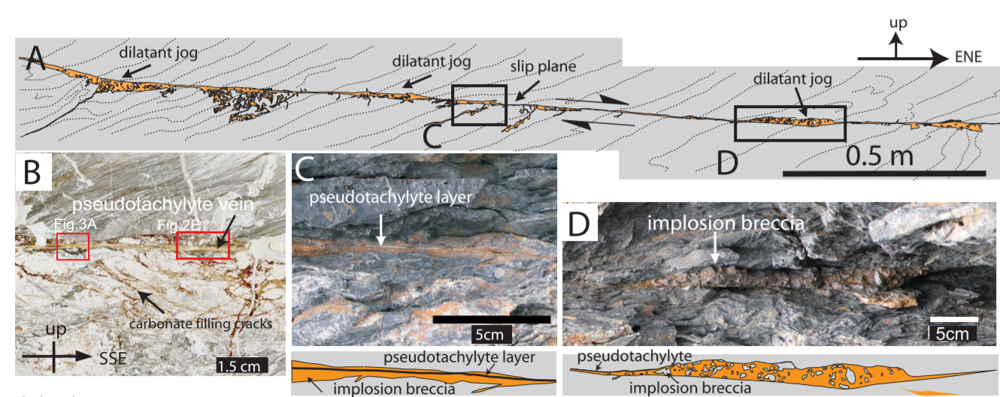 A
dilatant jog
dilatant jog
slip plane
dilatant jog
up
ENE
C
D
0.5 m
B
pseudotachylyte vein
Fig.3A
Fig.2E
carbonate filling cracks
up
SSE
1.5 cm
C
pseudotachylyte layer
5cm
pseudotachylyte layer
implosion breccia
D
implosion breccia
5cm
pseudotachylyte
implosion breccia